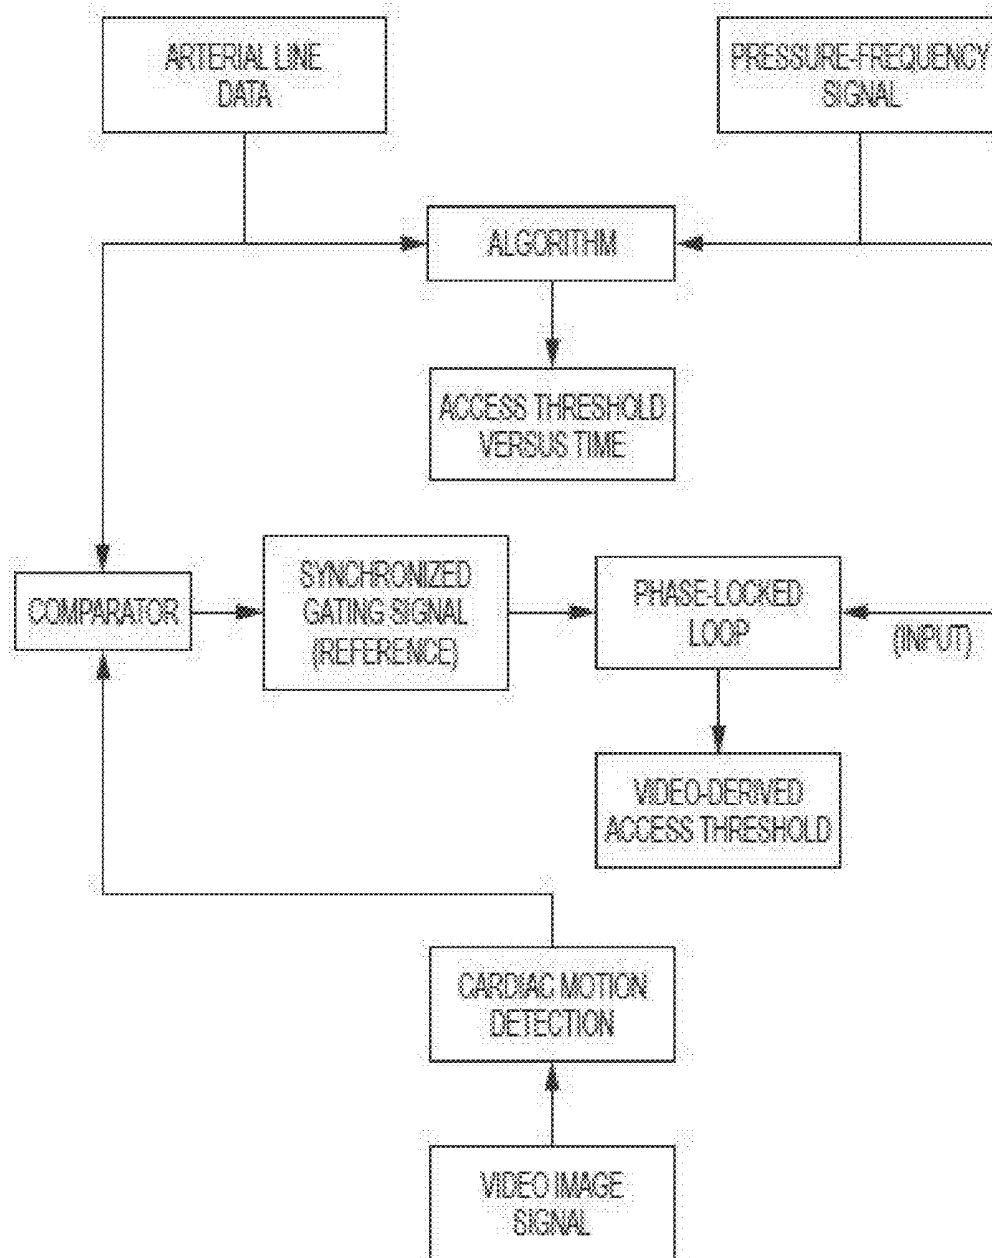 ARTERIAL LINE
DATA
PRESSURE-FREQUENCY
SIGNAL
ALGORITHM
ACCESS THRESHOLD
VERSUS TIME
COMPARATOR
SYNCHRONIZED
GATING SIGNAL
(REFERENCE)
PHASE-LOCKED
LOOP
(INPUT)
VIDEO-DERIVED
ACCESS THRESHOLD
CARDIAC MOTION
DETECTION
VIDEO IMAGE
SIGNAL